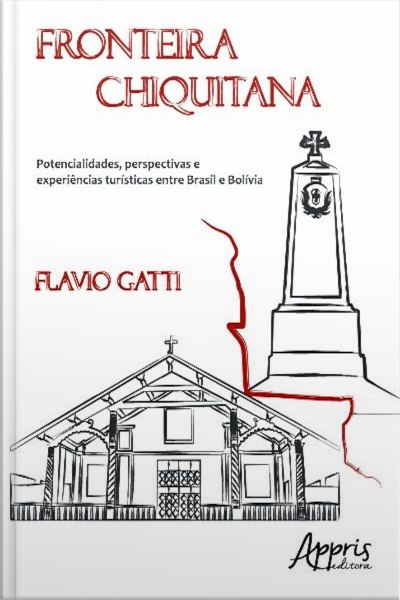 FRONTEIRA
CHIQUITANA
Potencialidades, perspectivas e
experiências turísticas entre Brasil e Bolívia
FLAVIO GATTI
Appris
editora